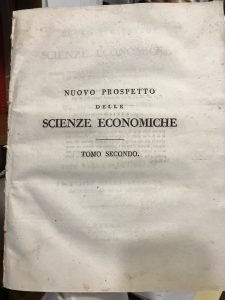 NUOVO PROSPETTO
DELLE
SCIENZE ECONOMICHE
TOMO SECONDO.